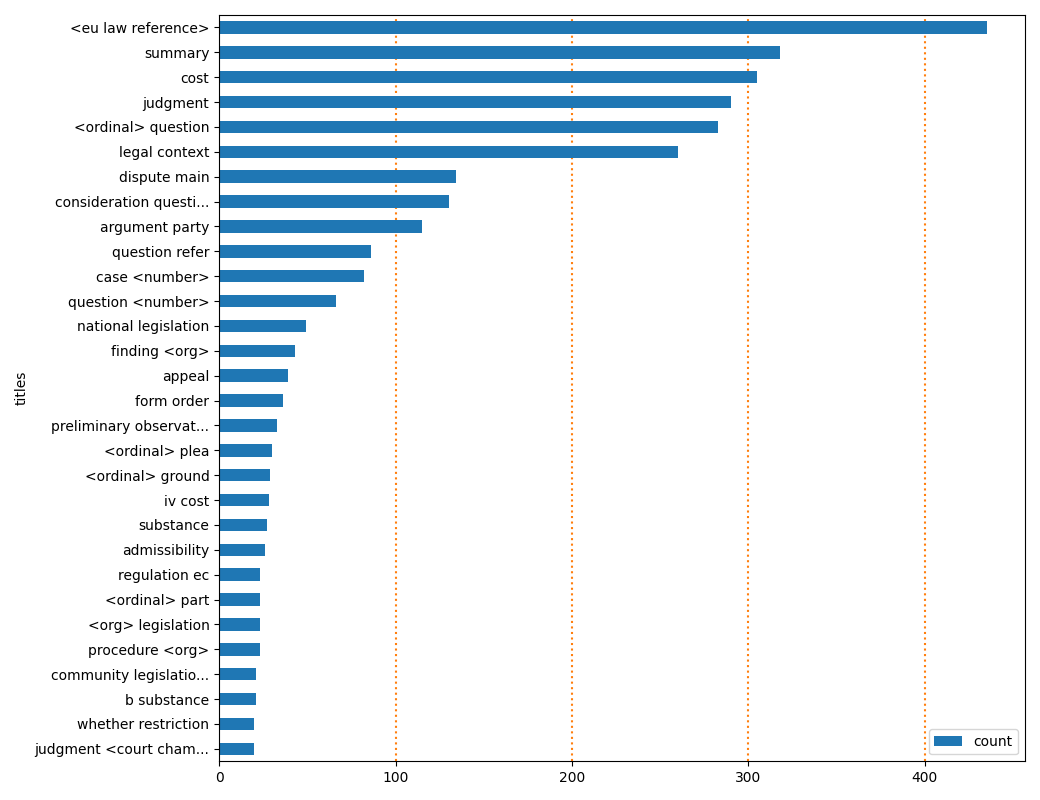 <eu law reference>
summary
cost
judgment
<ordinal> question
legal context
dispute main
consideration questi...
argument party
question refer
case <number>
question <number>
national legislation
finding <org>
appeal
form order
preliminary observat...
<ordinal> plea
<ordinal> ground
iv cost
substance
admissibility
regulation ec
<ordinal> part
<org> legislation
procedure <org>
community legislatio...
b substance
whether restriction
judgment <court cham...
titles
count
0 100 200 300 400